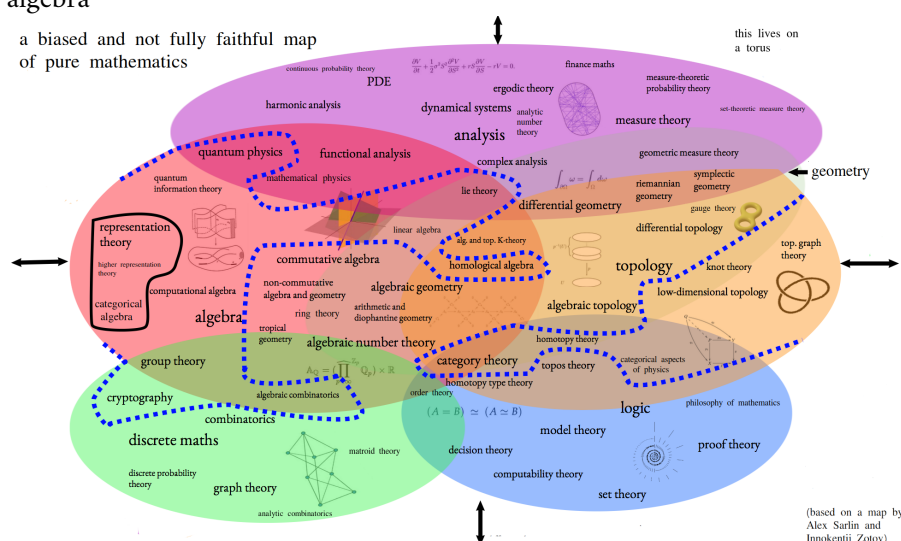 algebra
a biased and not fully faithful map
of pure mathematics
this lives on
a torus
continuous probability theory
PDE
finance maths
ergodic theory
measure-theoretic
probability theory
harmonic analysis
dynamical systems
analytic
number
theory
set-theoretic measure theory
measure theory
analysis
quantum physics
functional analysis
complex analysis
geometric measure theory
geometry
quantum
information theory
mathematical physics
lie theory
riemannian
geometry
symplectic
geometry
differential geometry
gauge theory
representation
theory
linear algebra
alg. and top. K-theory
differential topology
top. graph
theory
higher representation
theory
commutative algebra
homological algebra
topology
knot theory
categorical
algebra
computational algebra
non-commutative
algebra and geometry
algebraic geometry
low-dimensional topology
algebra
ring theory
arithmetic and
diophantine geometry
algebraic topology
tropical
geometry
algebraic number theory
homotopy theory
group theory
category theory
topos theory
categorical aspects
of physics
homotopy type theory
cryptography
algebraic combinatorics
order theory
(A = B) ≃ (A ≃ B)
logic
philosophy of mathematics
combinatorics
discrete maths
model theory
matroid theory
decision theory
proof theory
discrete probability
theory
graph theory
computability theory
set theory
analytic combinatorics
(based on a map by
Alex Sarlin and
Innokentij Zotov)